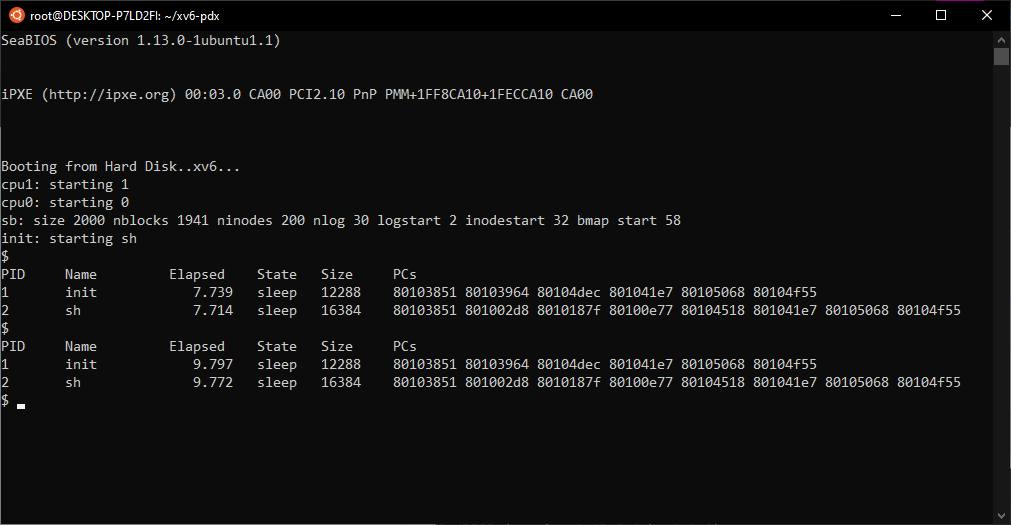 root@DESKTOP-P7LD2FI: ~/xv6-pdx
SeaBIOS (version 1.13.0-1ubuntu1.1)
iPXE (http://ipxe.org) 00:03.0 CA00 PCI2.10 PnP PMM+1FF8CA10+1FECCA10 CA00
Booting from Hard Disk..xv6...
cpu1: starting 1
cpu0: starting 0
sb: size 2000 nblocks 1941 ninodes 200 nlog 30 logstart 2 inodestart 32 bmap start 58
init: starting sh
$
PID     Name         Elapsed    State   Size     PCs
1       init            7.739   sleep   12288    80103851 80103964 80104dec 801041e7 80105068 80104f55
2       sh              7.714   sleep   16384    80103851 801002d8 8010187f 80100e77 80104518 801041e7 80105068 80104f55
$
PID     Name         Elapsed    State   Size     PCs
1       init            9.797   sleep   12288    80103851 80103964 80104dec 801041e7 80105068 80104f55
2       sh              9.772   sleep   16384    80103851 801002d8 8010187f 80100e77 80104518 801041e7 80105068 80104f55
$